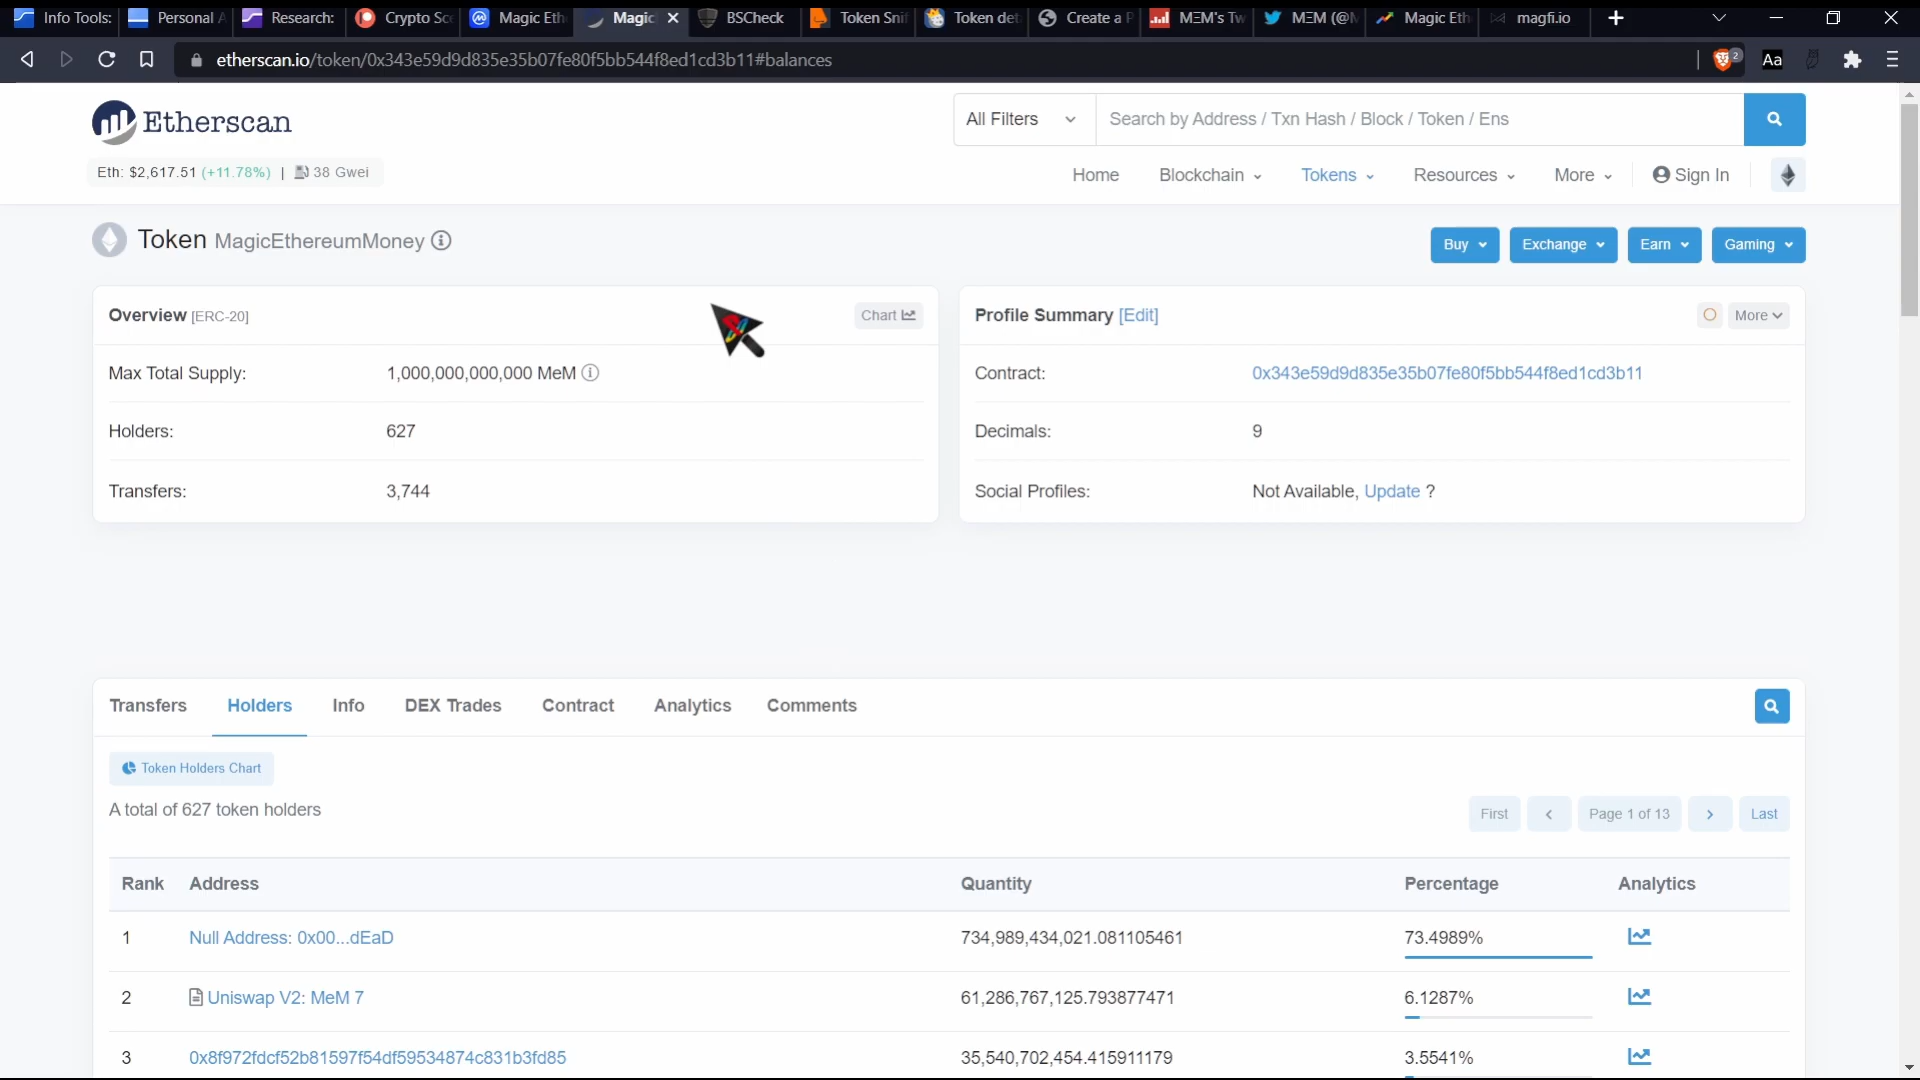 Info Tools:
Personal A
Research:
Crypto Sc
Magic Eth
Magic
BSCheck
Token Snif
Token det
Create a P
MΞM's Tw
MΞM (@M
Magic Eth
magfi.io
etherscan.io/token/0x343e59d9d835e35b07fe80f5bb544f8ed1cd3b11#balances
2
Aa
Etherscan
All Filters
Search by Address / Txn Hash / Block / Token / Ens
Eth: $2,617.51 (+11.78%) | 38 Gwei
Home
Blockchain
Tokens
Resources
More
Sign In
Token MagicEthereumMoney
Buy
Exchange
Earn
Gaming
Overview [ERC-20]
Chart
Max Total Supply: 1,000,000,000,000 MeM
Holders: 627
Transfers: 3,744
Profile Summary [Edit]
More
Contract: 0x343e59d9d835e35b07fe80f5bb544f8ed1cd3b11
Decimals: 9
Social Profiles: Not Available, Update ?
Transfers
Holders
Info
DEX Trades
Contract
Analytics
Comments
Token Holders Chart
A total of 627 token holders
First
Page 1 of 13
Last
Rank Address Quantity Percentage Analytics
1 Null Address: 0x00...dEaD 734,989,434,021.081105461 73.4989%
2 Uniswap V2: MeM 7 61,286,767,125.793877471 6.1287%
3 0x8f972fdcf52b81597f54df59534874c831b3fd85 35,540,702,454.415911179 3.5541%